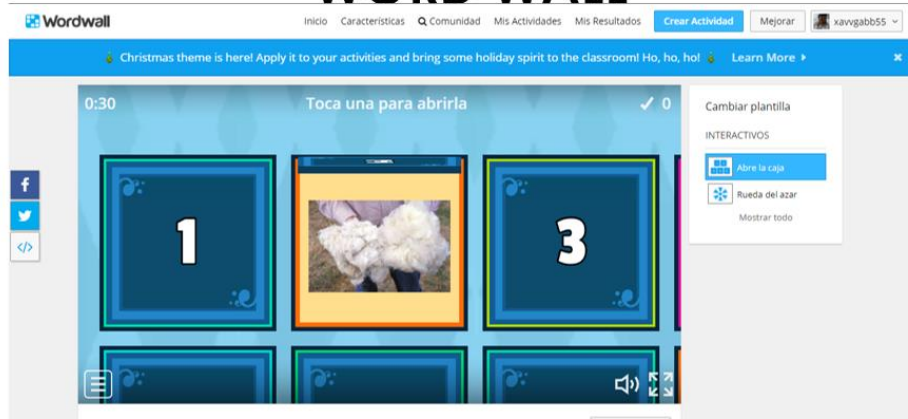 WORD WALL
Wordwall
Inicio Características Comunidad Mis Actividades Mis Resultados Crear Actividad Mejorar xavvgabb55
Christmas theme is here! Apply it to your activities and bring some holiday spirit to the classroom! Ho, ho, ho! Learn More
0:30 Toca una para abrirla 0
Cambiar plantilla
INTERACTIVOS
Abre la caja
Rueda del azar
Mostrar todo
1 3